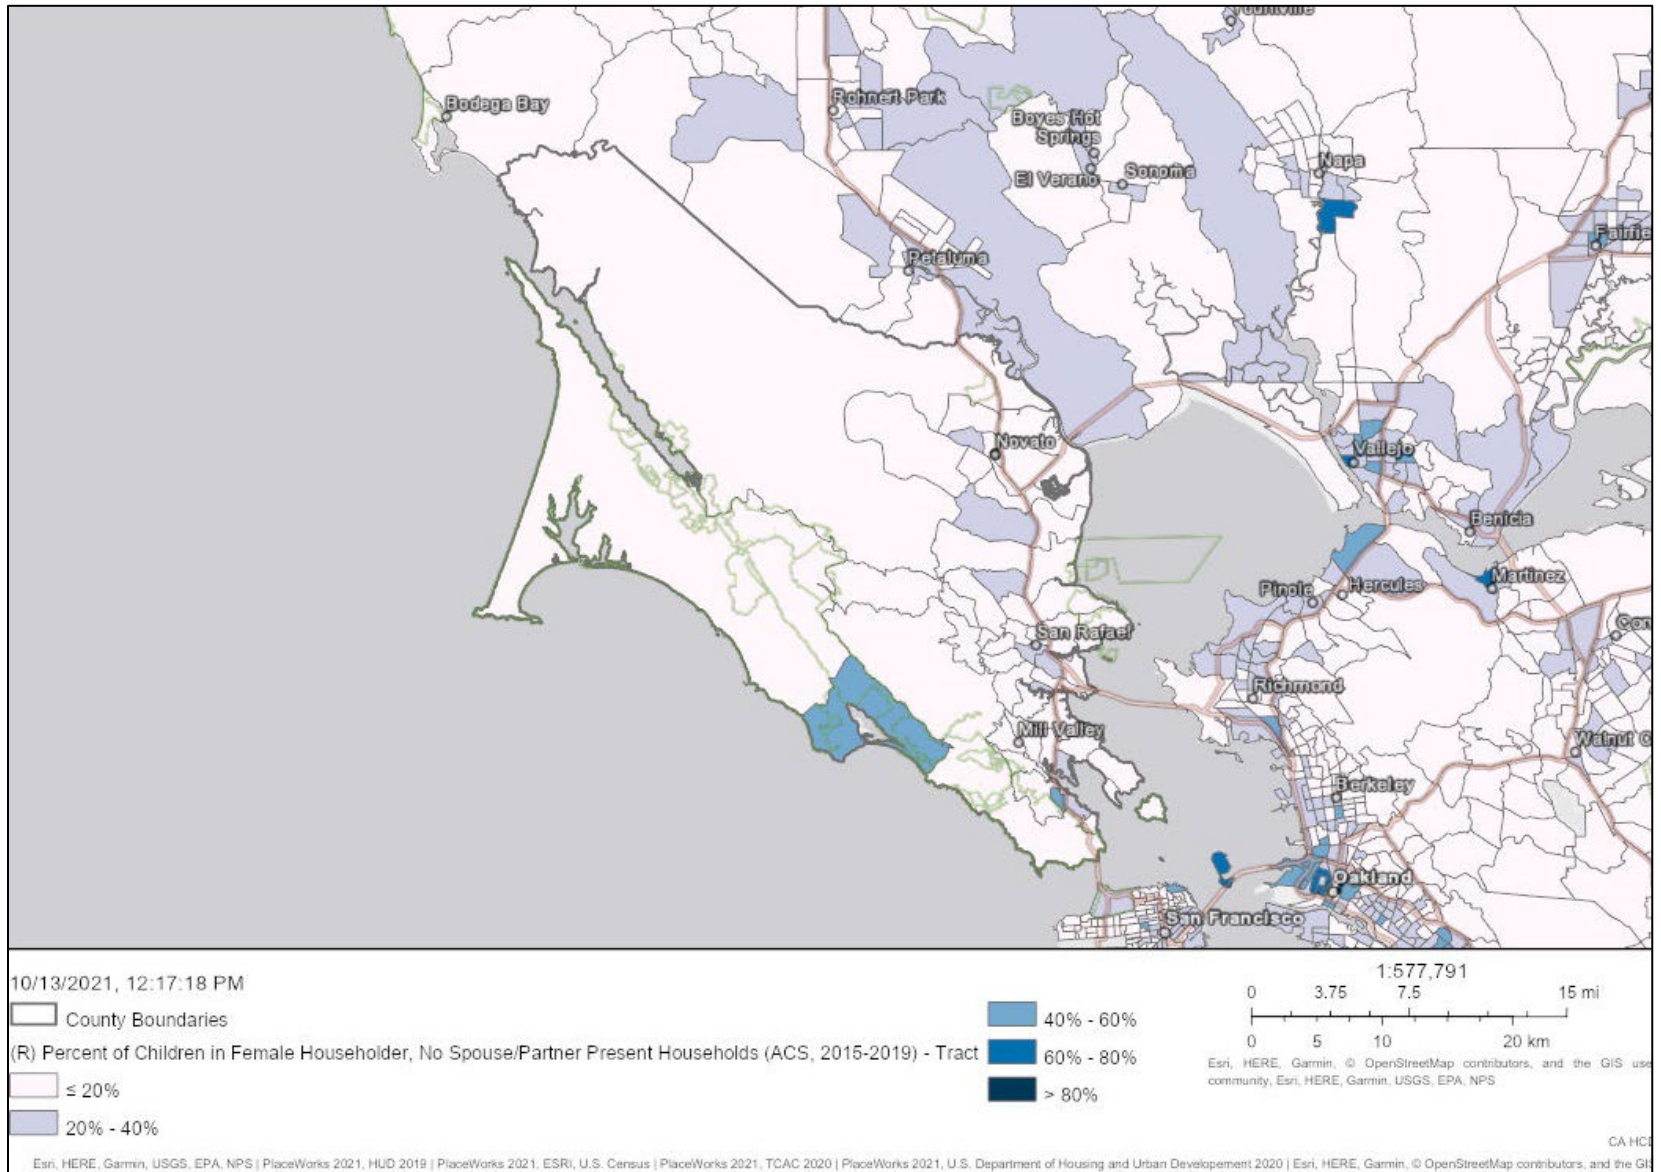 Yountville
Bodega Bay
Rohnert Park
Boyes Hot
Springs
Napa
El Verano
Sonoma
Fairfie
Petaluma
Novato
Vallejo
Benicia
Pinole
Hercules
Martinez
San Rafael
Con
Richmond
Mill Valley
Walnut C
Berkeley
Oakland
San Francisco
10/13/2021, 12:17:18 PM
County Boundaries
(R) Percent of Children in Female Householder, No Spouse/Partner Present Households (ACS, 2015-2019) - Tract
≤ 20%
20% - 40%
40% - 60%
60% - 80%
> 80%
1:577,791
0 3.75 7.5 15 mi
0 5 10 20 km
Esri, HERE, Garmin, © OpenStreetMap contributors, and the GIS use
community, Esri, HERE, Garmin, USGS, EPA, NPS
CA HCD
Esri, HERE, Garmin, USGS, EPA, NPS | PlaceWorks 2021, HUD 2019 | PlaceWorks 2021, ESRI, U.S. Census | PlaceWorks 2021, TCAC 2020 | PlaceWorks 2021, U.S. Department of Housing and Urban Developement 2020 | Esri, HERE, Garmin, © OpenStreetMap contributors, and the GI